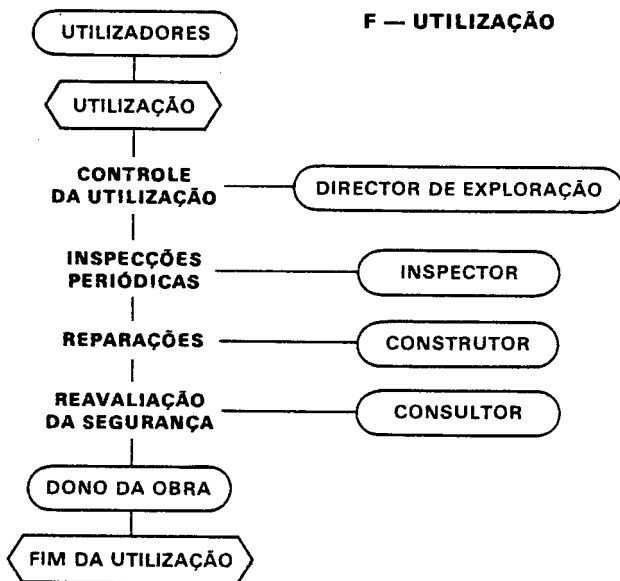 F — UTILIZAÇÃO
UTILIZADORES
UTILIZAÇÃO
CONTROLE
DA UTILIZAÇÃO
DIRECTOR DE EXPLORAÇÃO
INSPECÇÕES
PERIÓDICAS
INSPECTOR
REPARAÇÕES
CONSTRUTOR
REAVALIAÇÃO
DA SEGURANÇA
CONSULTOR
DONO DA OBRA
FIM DA UTILIZAÇÃO